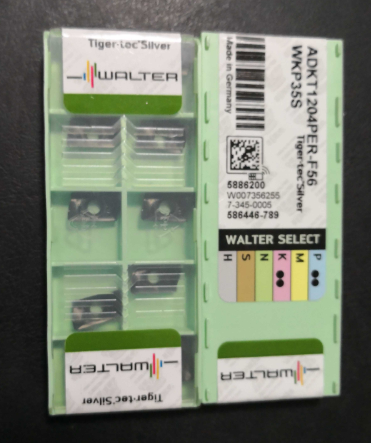 Tiger·tec®Silver
WALTER
WALTER
Tiger·tec®Silver
Made in Germany
ADKT1204PER-F56
WKP35S
Tiger·tec®Silver
5886200
W007356255
7-345-0005
586446-789
WALTER SELECT
H S N K M P
WALTER